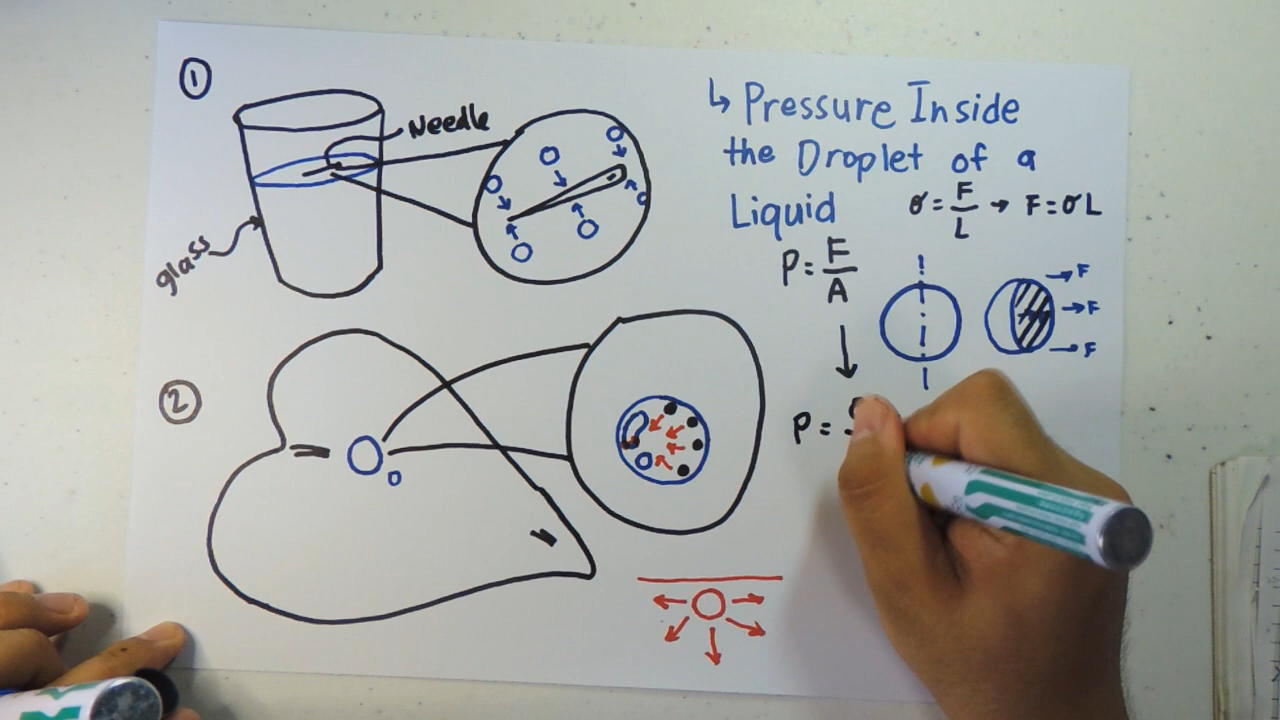 ①
Needle
glass
②
↳ Pressure Inside
the Droplet of a
Liquid
σ = F/L → F = σL
P = F/A
F
F
F
P =